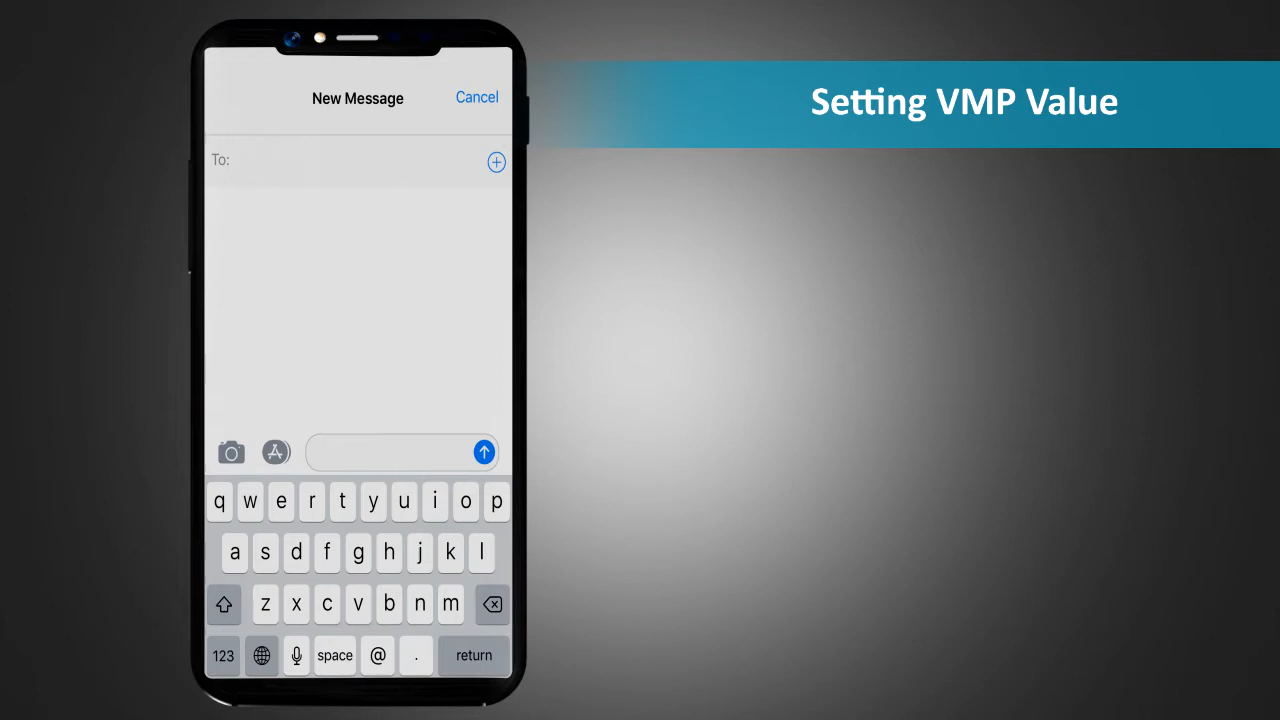 Setting VMP Value
New Message
Cancel
To:
q w e r t y u i o p
a s d f g h j k l
z x c v b n m
123 space @ . return